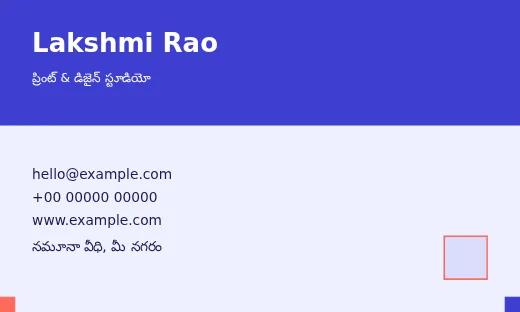 Lakshmi Rao
ప్రింట్ & డిజైన్ స్టూడియో
hello@example.com
+00 00000 00000
www.example.com
నమూనా వీధి, మీ నగరం